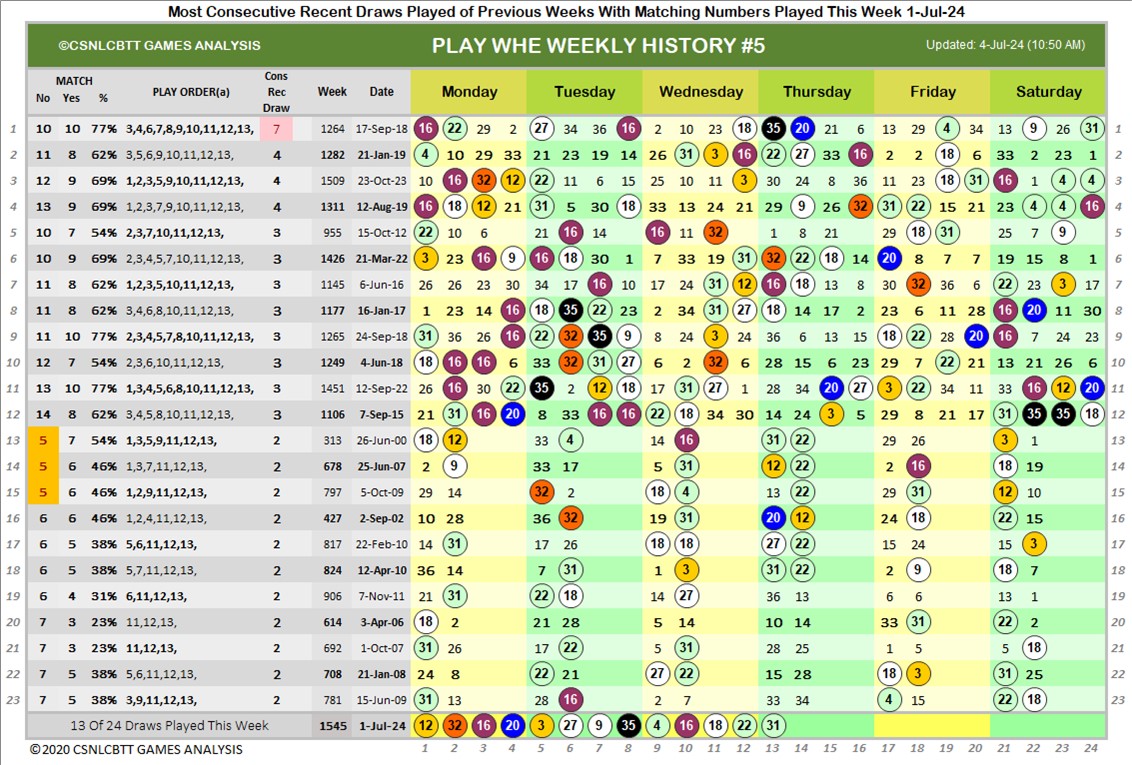 Most Consecutive Recent Draws Played of Previous Weeks With Matching Numbers Played This Week 1-Jul-24
©CSNLCBTT GAMES ANALYSIS PLAY WHE WEEKLY HISTORY #5 Updated: 4-Jul-24 (10:50 AM)
MATCH Cons Rec Draw
No Yes % PLAY ORDER(a) Week Date Monday Tuesday Wednesday Thursday Friday Saturday
1 10 10 77% 3,4,6,7,8,9,10,11,12,13, 7 1264 17-Sep-18 16 22 29 2 27 34 36 16 2 10 23 18 35 20 21 6 13 29 4 34 13 9 26 31 1
2 11 8 62% 3,5,6,9,10,11,12,13, 4 1282 21-Jan-19 4 10 29 33 21 23 19 14 26 31 3 16 22 27 33 16 2 2 18 6 33 2 23 1 2
3 12 9 69% 1,2,3,5,9,10,11,12,13, 4 1509 23-Oct-23 10 16 32 12 22 11 6 15 25 10 11 3 30 24 8 36 11 23 18 31 16 1 4 4 3
4 13 9 69% 1,2,3,7,9,10,11,12,13, 4 1311 12-Aug-19 16 18 12 21 31 5 30 18 33 13 24 21 29 9 26 32 31 22 15 21 23 4 4 16 4
5 10 7 54% 2,3,7,10,11,12,13, 3 955 15-Oct-12 22 10 6 21 16 14 16 11 32 1 8 21 29 18 31 25 7 9 5
6 10 9 69% 2,3,4,5,7,10,11,12,13, 3 1426 21-Mar-22 3 23 16 9 16 18 30 1 7 33 19 31 32 22 18 14 20 8 7 7 19 15 8 1 6
7 11 8 62% 1,2,3,5,10,11,12,13, 3 1145 6-Jun-16 26 26 23 30 34 17 16 10 17 24 31 12 16 18 13 8 30 32 36 6 22 23 3 17 7
8 11 8 62% 3,4,6,8,10,11,12,13, 3 1177 16-Jan-17 1 23 14 16 18 35 22 23 2 34 31 27 18 14 17 2 23 6 11 28 16 20 11 30 8
9 11 10 77% 2,3,4,5,7,8,10,11,12,13, 3 1265 24-Sep-18 31 36 26 16 22 32 35 9 8 24 3 24 36 6 13 15 18 22 28 20 16 7 24 23 9
10 12 7 54% 2,3,6,10,11,12,13, 3 1249 4-Jun-18 18 16 16 6 33 32 31 27 6 2 32 6 28 15 6 23 29 7 22 21 13 21 26 6 10
11 13 10 77% 1,3,4,5,6,8,10,11,12,13, 3 1451 12-Sep-22 26 16 30 22 35 2 12 18 17 31 27 1 28 34 20 27 3 22 34 11 33 16 12 20 11
12 14 8 62% 3,4,5,8,10,11,12,13, 3 1106 7-Sep-15 21 31 16 20 8 33 16 16 22 18 34 30 14 24 3 5 29 8 21 17 31 35 35 18 12
13 5 7 54% 1,3,5,9,11,12,13, 2 313 26-Jun-00 18 12 33 4 14 16 31 22 29 26 3 1 13
14 5 6 46% 1,3,7,11,12,13, 2 678 25-Jun-07 2 9 33 17 5 31 12 22 2 16 18 19 14
15 5 6 46% 1,2,9,11,12,13, 2 797 5-Oct-09 29 14 32 2 18 4 13 22 29 31 12 10 15
16 6 6 46% 1,2,4,11,12,13, 2 427 2-Sep-02 10 28 36 32 19 31 20 12 24 18 22 15 16
17 6 5 38% 5,6,11,12,13, 2 817 22-Feb-10 14 31 17 26 18 18 27 22 15 24 15 3 17
18 6 5 38% 5,7,11,12,13, 2 824 12-Apr-10 36 14 7 31 1 3 31 22 2 9 18 7 18
19 6 4 31% 6,11,12,13, 2 906 7-Nov-11 21 31 22 18 14 27 36 13 6 6 13 1 19
20 7 3 23% 11,12,13, 2 614 3-Apr-06 18 2 21 28 5 14 10 14 33 31 22 2 20
21 7 3 23% 11,12,13, 2 692 1-Oct-07 31 26 17 22 5 31 28 25 1 5 5 18 21
22 7 5 38% 5,6,11,12,13, 2 708 21-Jan-08 24 8 22 21 27 22 15 28 18 3 31 25 22
23 7 5 38% 3,9,11,12,13, 2 781 15-Jun-09 31 13 28 16 2 7 33 34 4 15 22 18 23
13 Of 24 Draws Played This Week 1545 1-Jul-24 12 32 16 20 3 27 9 35 4 16 18 22 31
© 2020 CSNLCBTT GAMES ANALYSIS 1 2 3 4 5 6 7 8 9 10 11 12 13 14 15 16 17 18 19 20 21 22 23 24